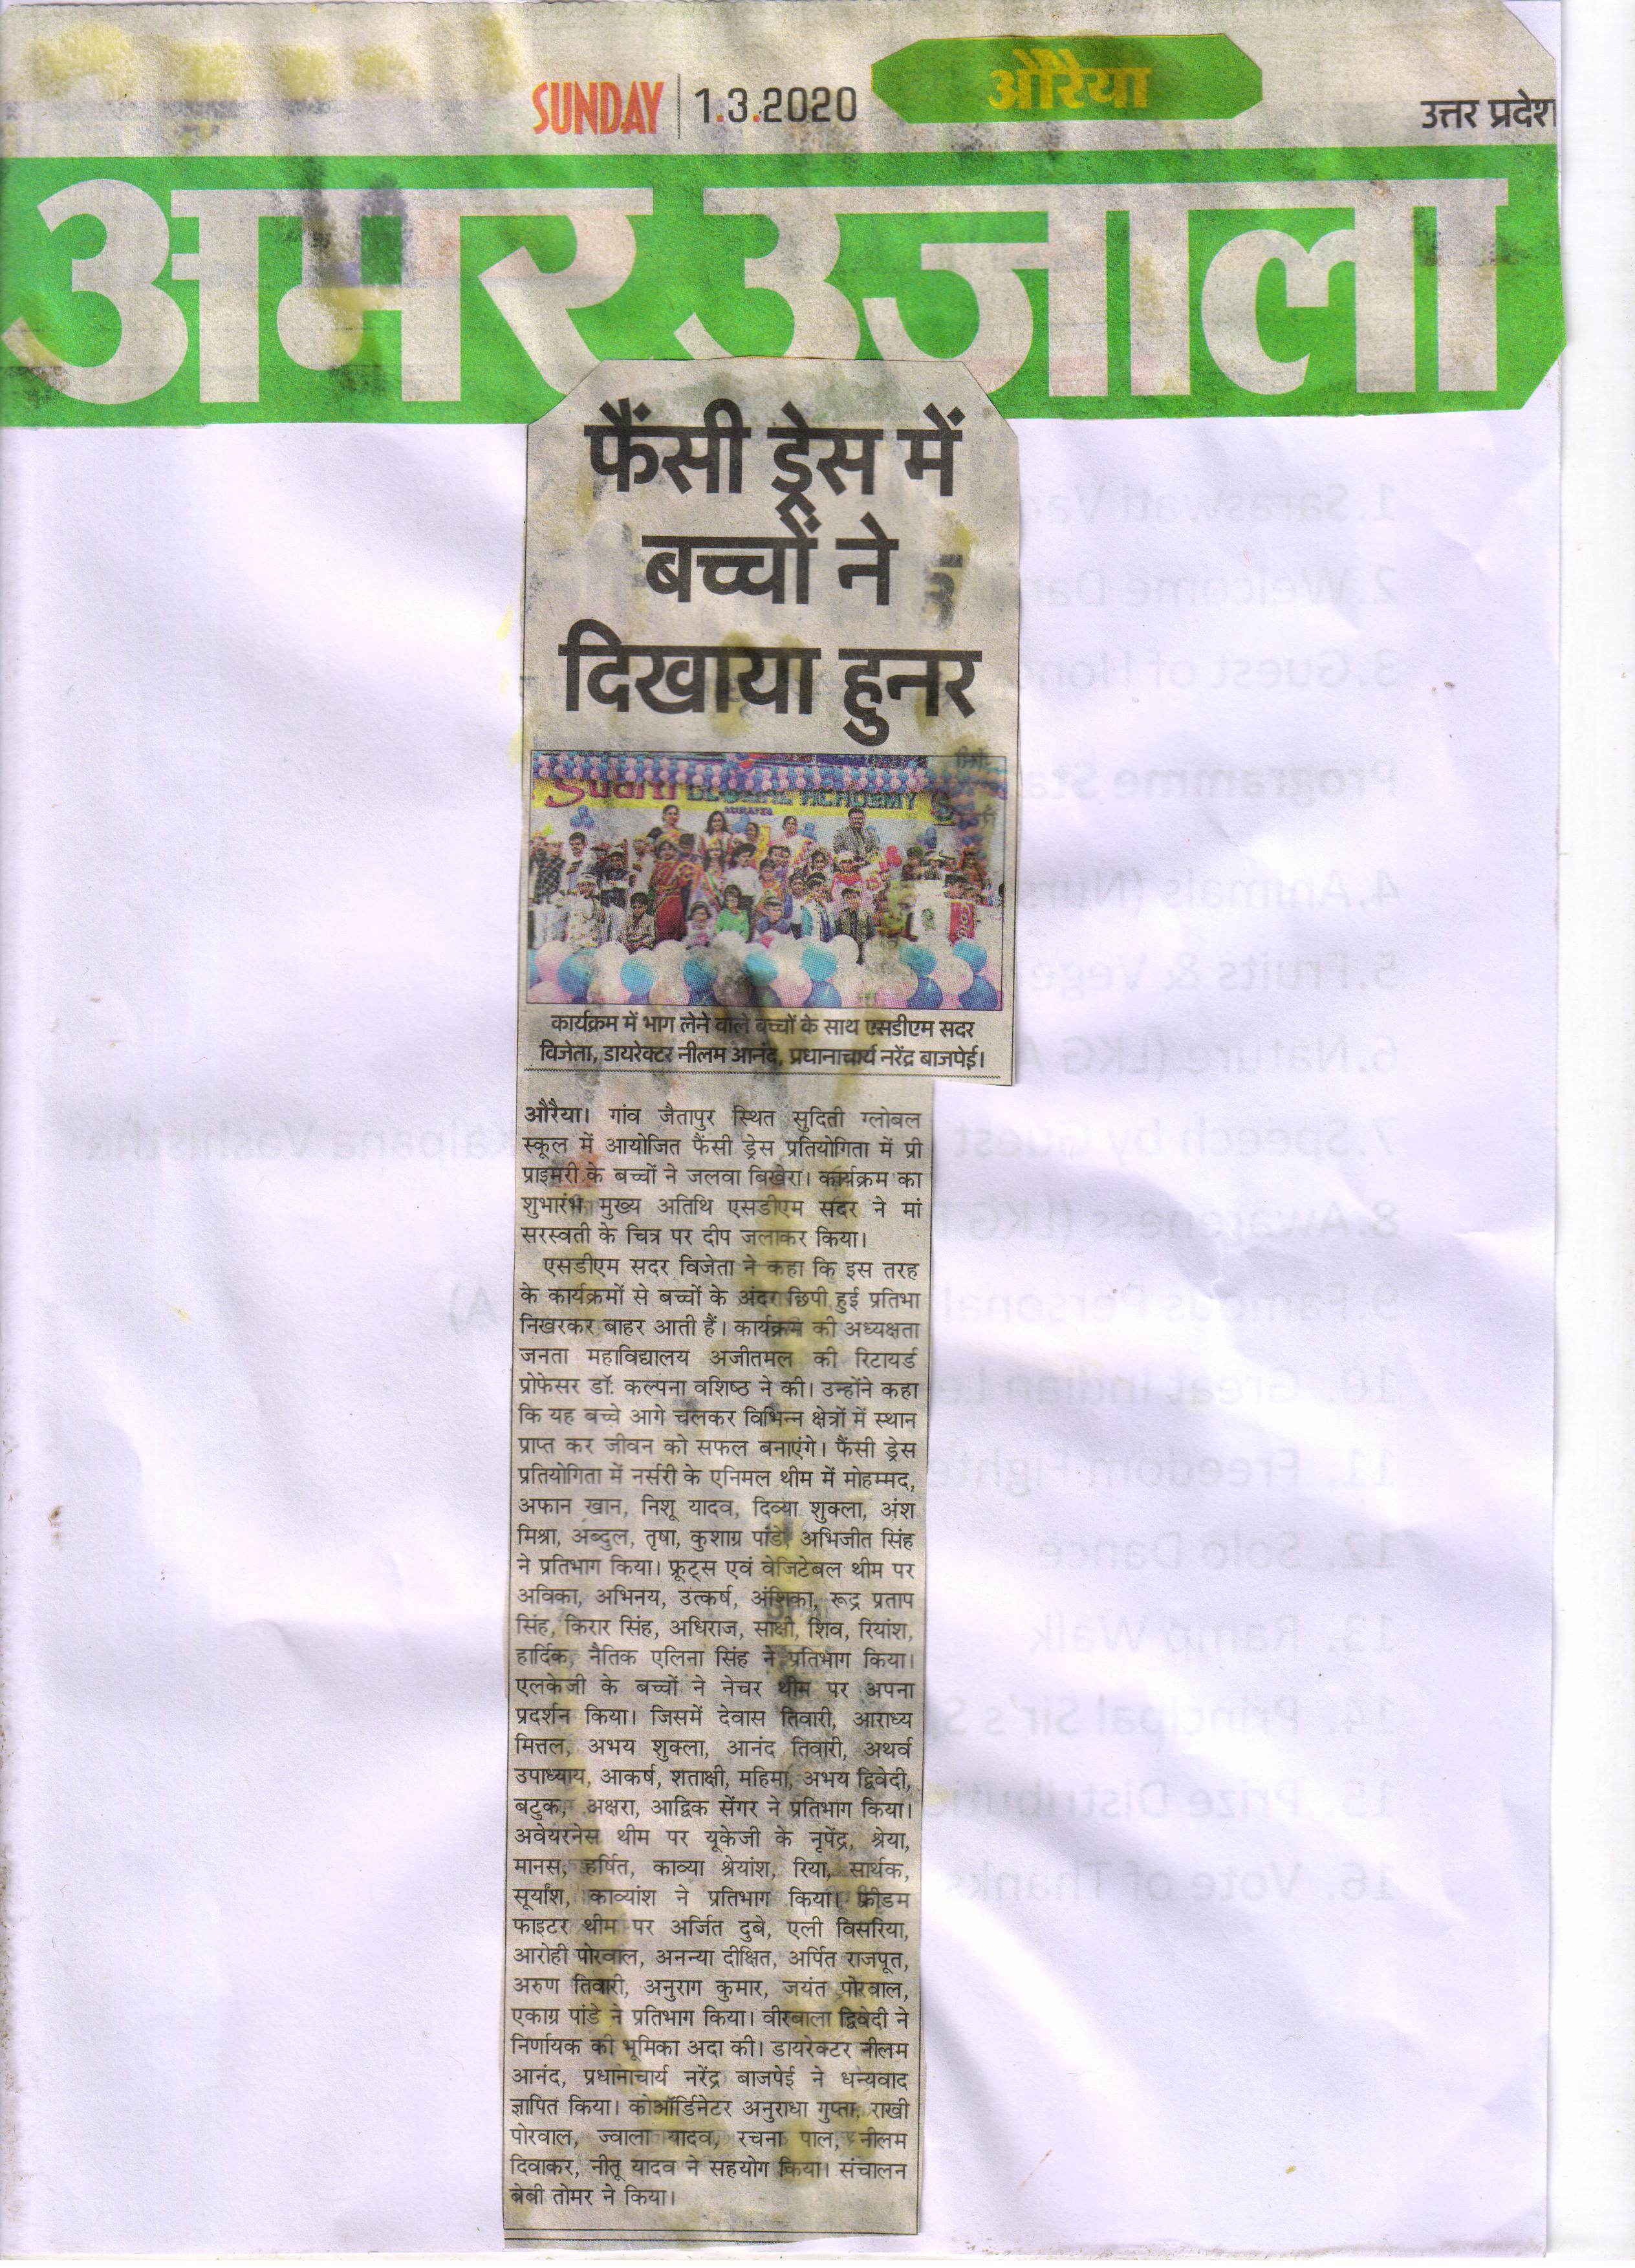 SUNDAY 1.3.2020
औरैया
उत्तर प्रदेश
अमर उजाला
फैंसी ड्रेस में
बच्चों ने
दिखाया हुनर
Suditi GLOBAL ACADEMY
AURAIYA
कार्यक्रम में भाग लेने वाले बच्चों के साथ एसडीएम सदर
विजेता, डायरेक्टर नीलम आनंद, प्रधानाचार्य नरेंद्र बाजपेई।
औरैया। गांव जैतापुर स्थित सुदिती ग्लोबल
स्कूल में आयोजित फैंसी ड्रेस प्रतियोगिता में प्री
प्राइमरी के बच्चों ने जलवा बिखेरा। कार्यक्रम का
शुभारंभ मुख्य अतिथि एसडीएम सदर ने मां
सरस्वती के चित्र पर दीप जलाकर किया।
एसडीएम सदर विजेता ने कहा कि इस तरह
के कार्यक्रमों से बच्चों के अंदर छिपी हुई प्रतिभा
निखरकर बाहर आती हैं। कार्यक्रम की अध्यक्षता
जनता महाविद्यालय अजीतमल की रिटायर्ड
प्रोफेसर डॉ. कल्पना वशिष्ठ ने की। उन्होंने कहा
कि यह बच्चे आगे चलकर विभिन्न क्षेत्रों में स्थान
प्राप्त कर जीवन को सफल बनाएंगे। फैंसी ड्रेस
प्रतियोगिता में नर्सरी के एनिमल थीम में मोहम्मद,
अफान खान, निशू यादव, दिव्या शुक्ला, अंश
मिश्रा, अब्दुल, तृषा, कुशाग्र पांडे, अभिजीत सिंह
ने प्रतिभाग किया। फ्रूट्स एवं वेजिटेबल थीम पर
अविका, अभिनय, उत्कर्ष, अंशिका, रूद्र प्रताप
सिंह, किरार सिंह, अधिराज, साक्षी, शिव, रियांश,
हार्दिक, नैतिक एलिना सिंह ने प्रतिभाग किया।
एलकेजी के बच्चों ने नेचर थीम पर अपना
प्रदर्शन किया। जिसमें देवास तिवारी, आराध्य
मित्तल, अभय शुक्ला, आनंद तिवारी, अथर्व
उपाध्याय, आकर्ष, शताक्षी, महिमा, अभय द्विवेदी,
बटुक, अक्षरा, आद्विक सेंगर ने प्रतिभाग किया।
अवेयरनेस थीम पर यूकेजी के नृपेंद्र, श्रेया,
मानस, हर्षित, काव्या श्रेयांश, रिया, सार्थक,
सूर्यांश, काव्यांश ने प्रतिभाग किया। फ्रीडम
फाइटर थीम पर अर्जित दुबे, एली विसरिया,
आरोही पोरवाल, अनन्या दीक्षित, अर्पित राजपूत,
अरुण तिवारी, अनुराग कुमार, जयंत पोरवाल,
एकाग्र पांडे ने प्रतिभाग किया। वीरबाला द्विवेदी ने
निर्णायक की भूमिका अदा की। डायरेक्टर नीलम
आनंद, प्रधानाचार्य नरेंद्र बाजपेई ने धन्यवाद
ज्ञापित किया। कोऑर्डिनेटर अनुराधा गुप्ता, राखी
पोरवाल, ज्वाला यादव, रचना पाल, नीलम
दिवाकर, नीतू यादव ने सहयोग किया। संचालन
बेबी तोमर ने किया।